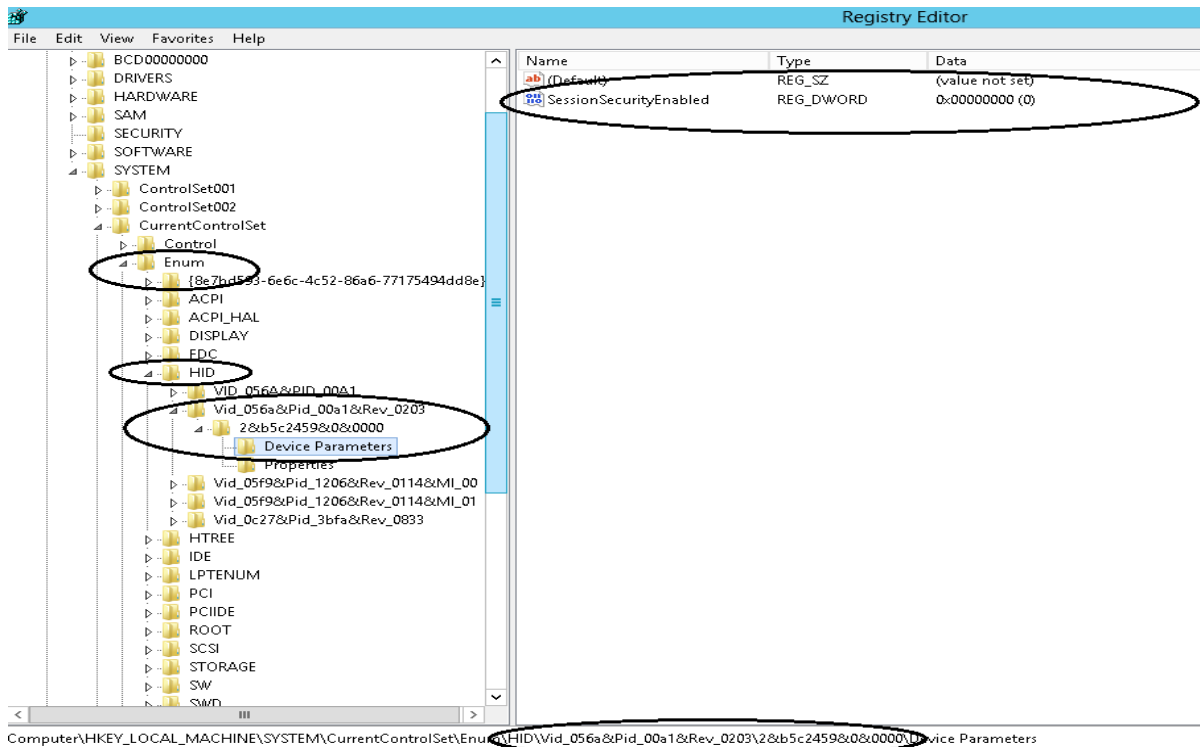 Registry Editor
File Edit View Favorites Help
BCD00000000
DRIVERS
HARDWARE
SAM
SECURITY
SOFTWARE
SYSTEM
ControlSet001
ControlSet002
CurrentControlSet
Control
Enum
{8e7bd593-6e6c-4c52-86a6-77175494dd8e}
ACPI
ACPI_HAL
DISPLAY
FDC
HID
VID_056A&PID_00A1
Vid_056a&Pid_00a1&Rev_0203
2&b5c2459&0&0000
Device Parameters
Properties
Vid_05f9&Pid_1206&Rev_0114&MI_00
Vid_05f9&Pid_1206&Rev_0114&MI_01
Vid_0c27&Pid_3bfa&Rev_0833
HTREE
IDE
LPTENUM
PCI
PCIIDE
ROOT
SCSI
STORAGE
SW
SWD
Name Type Data
(Default) REG_SZ (value not set)
SessionSecurityEnabled REG_DWORD 0x00000000 (0)
Computer\HKEY_LOCAL_MACHINE\SYSTEM\CurrentControlSet\Enum\HID\Vid_056a&Pid_00a1&Rev_0203\2&b5c2459&0&0000\Device Parameters